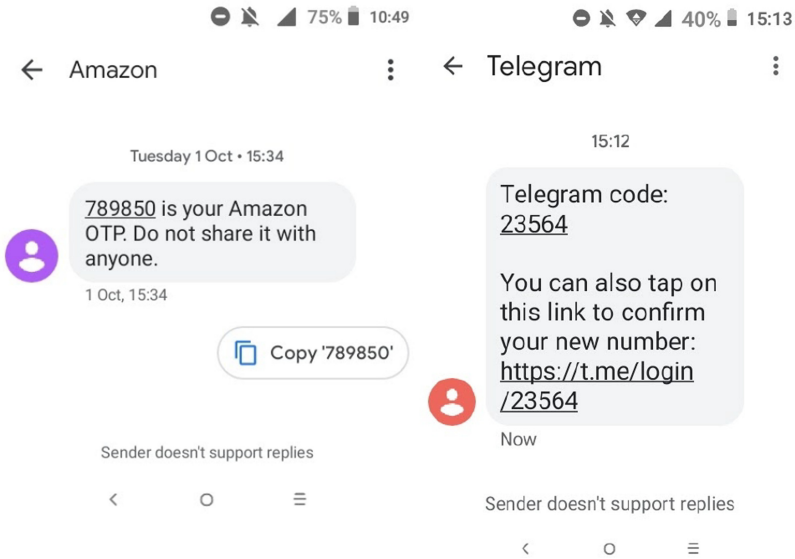 75% 10:49
Amazon
Tuesday 1 Oct • 15:34
789850 is your Amazon
OTP. Do not share it with
anyone.
1 Oct, 15:34
Copy '789850'
Sender doesn't support replies
40% 15:13
Telegram
15:12
Telegram code:
23564
You can also tap on
this link to confirm
your new number:
https://t.me/login
/23564
Now
Sender doesn't support replies